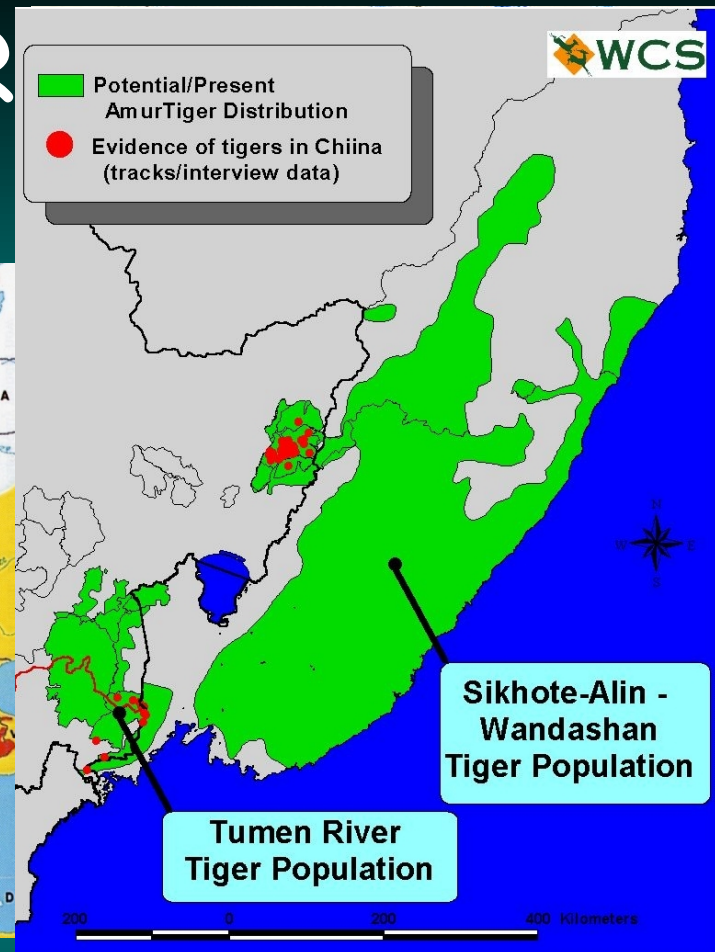 R
WCS
Potential/Present
AmurTiger Distribution
Evidence of tigers in Chiina
(tracks/interview data)
A
N
W
E
S
Sikhote-Alin -
Wandashan
Tiger Population
Tumen River
Tiger Population
D
200 0 200 400 Kilometers